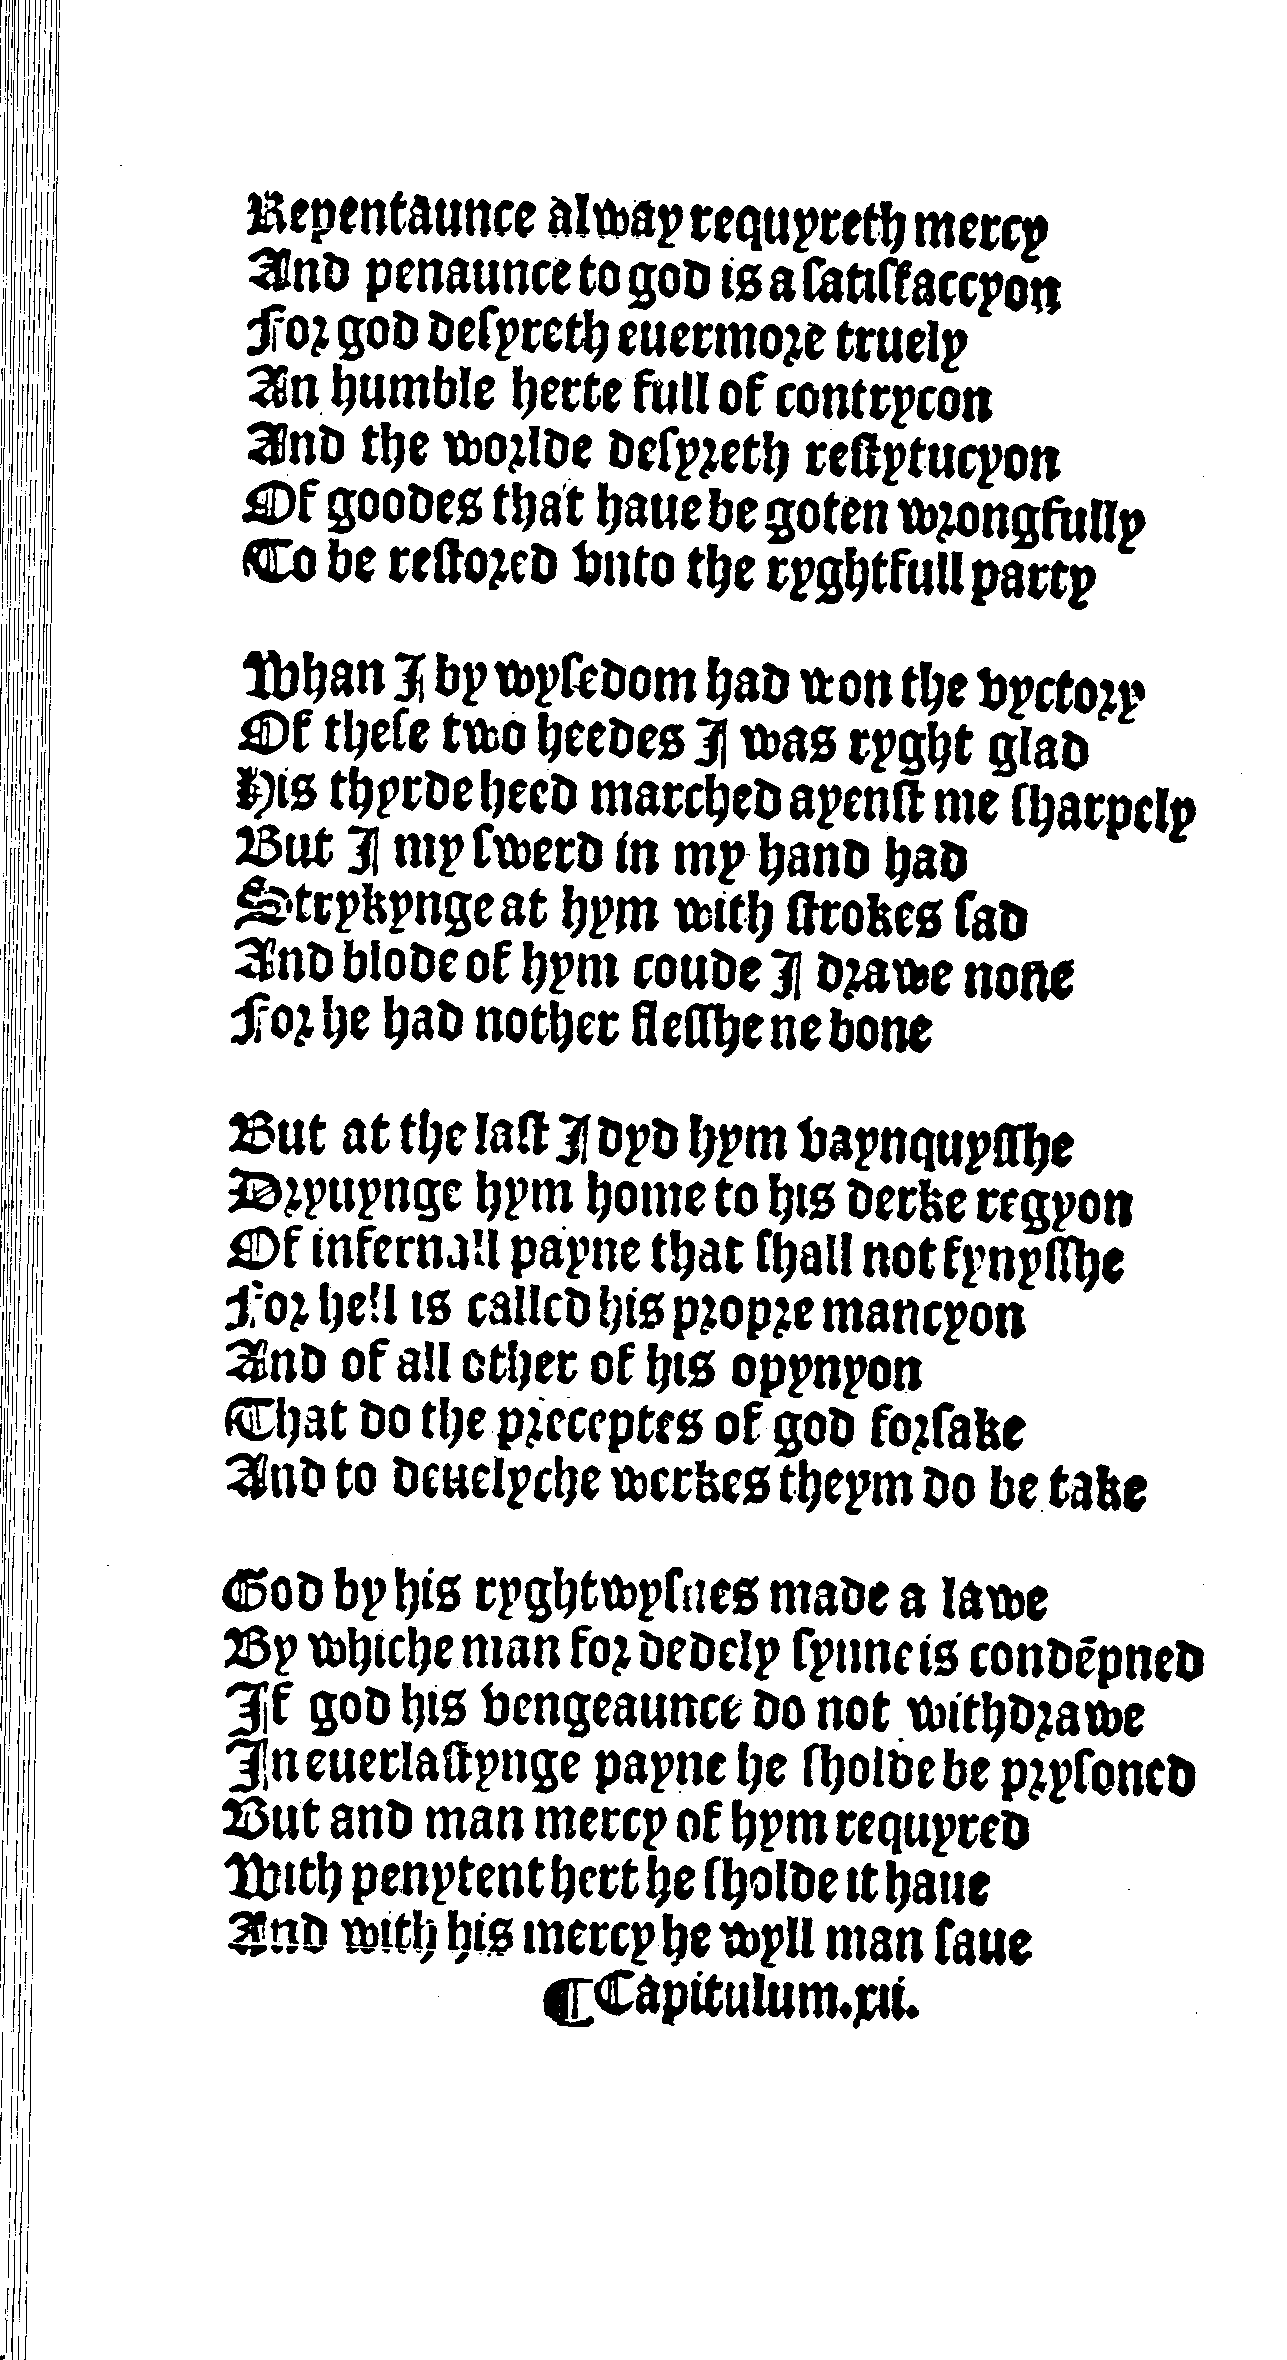 Repentaunce alway requyreth mercy
And penaunce to god is a ſatiſfaccyon
For god deſyreth euermore truely
An humble herte full of contrycon
And the worlde deſyreth reſtytucyon
Of goodes that haue be goten wrongfully
To be reſtored vnto the ryghtfull party
Whan I by wyſedom had won the vyctory
Of theſe two heedes I was ryght glad
His thyrde heed marched ayenſt me ſharpely
But I my ſwerd in my hand had
Strykynge at hym with ſtrokes ſad
And blode of hym coude I drawe none
For he had nother fleſſhe ne bone
But at the laſt I dyd hym vaynquyſſhe
Dryuynge hym home to his derke regyon
Of infernall payne that ſhall not fynyſſhe
For hell is called his propre mancyon
And of all other of his opynyon
That do the preceptes of god forſake
And to deuelyche werkes theym do be take
God by his ryghtwyſnes made a lawe
By whiche man for dedely ſynne is condēpned
If god his vengeaunce do not withdrawe
In euerlaſtynge payne he ſholde be pryſoned
But and man mercy of hym requyred
With penytent hert he ſholde it haue
And with his mercy he wyll man ſaue
¶Capitulum.xii.